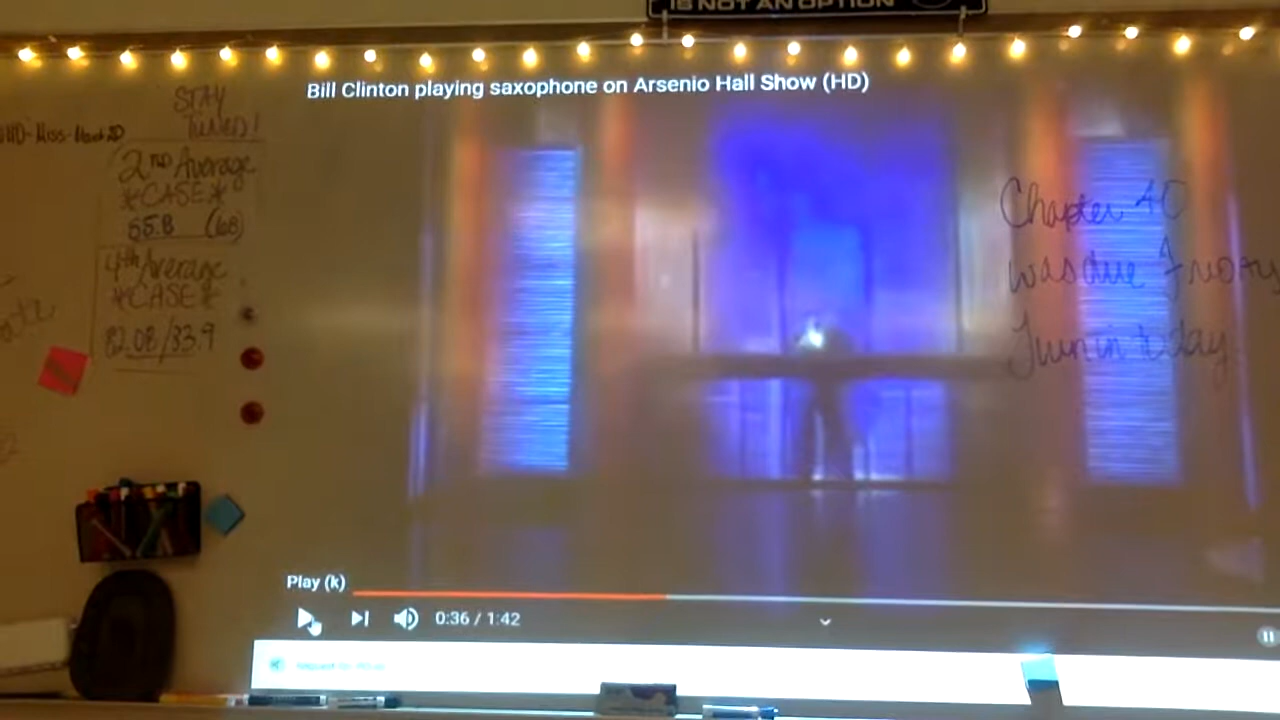 IS NOT AN OPTION
Bill Clinton playing saxophone on Arsenio Hall Show (HD)
STAY
TUNED!
2ND Average
*CASE*
55.8 (68)
4th Average
*CASE*
82.08/33.9
Chapter 40
was due Friday
Turn in today
Play (k)
0:36 / 1:42